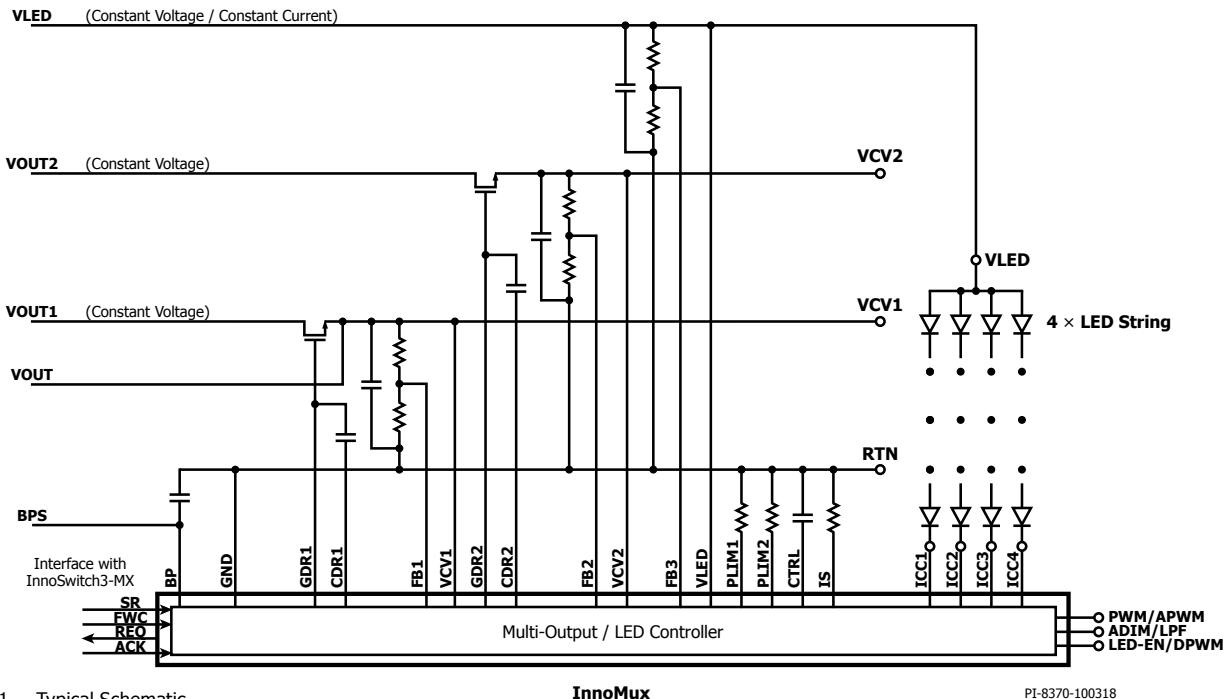 VLED (Constant Voltage / Constant Current)
VOUT2 (Constant Voltage)
VCV2
VLED
VOUT1 (Constant Voltage)
VCV1
4 × LED String
VOUT
RTN
BPS
Interface with
InnoSwitch3-MX
BP
GND
GDR1
CDR1
FB1
VCV1
GDR2
CDR2
FB2
VCV2
FB3
VLED
PLIM1
PLIM2
CTRL
IS
ICC1
ICC2
ICC3
ICC4
SR
FWC
REQ
ACK
Multi-Output / LED Controller
PWM/APWM
ADIM/LPF
LED-EN/DPWM
1 Typical Schematic
InnoMux
PI-8370-100318